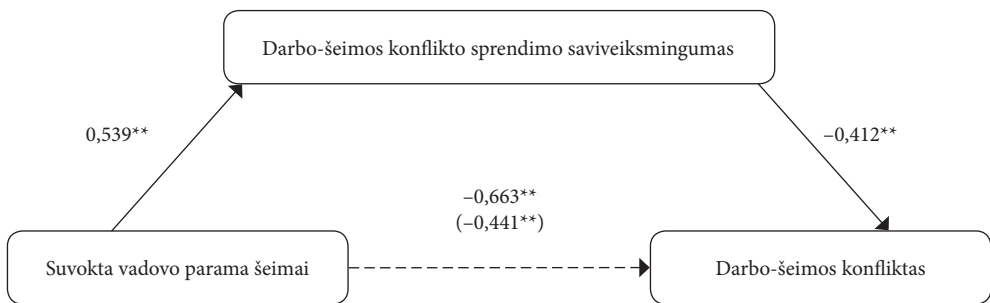 Darbo-šeimos konflikto sprendimo saviveiksmingumas
0,539**
–0,412**
–0,663**
(–0,441**)
Suvokta vadovo parama šeimai
Darbo-šeimos konfliktas